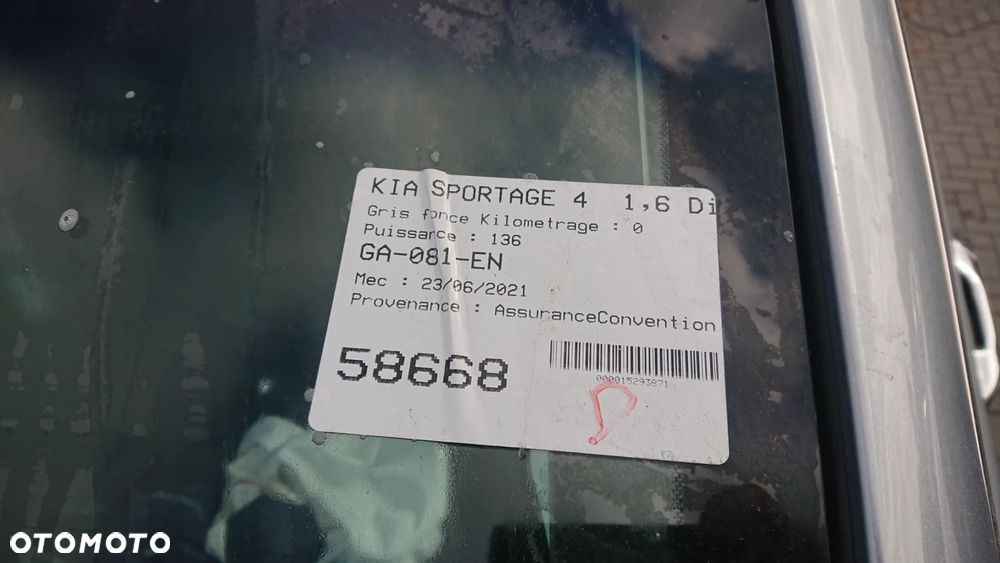 KIA SPORTAGE 4 1,6 Di
Gris fonce Kilometrage : 0
Puissance : 136
GA-081-EN
Mec : 23/06/2021
Provenance : AssuranceConvention
58668
000015293871
OTOMOTO